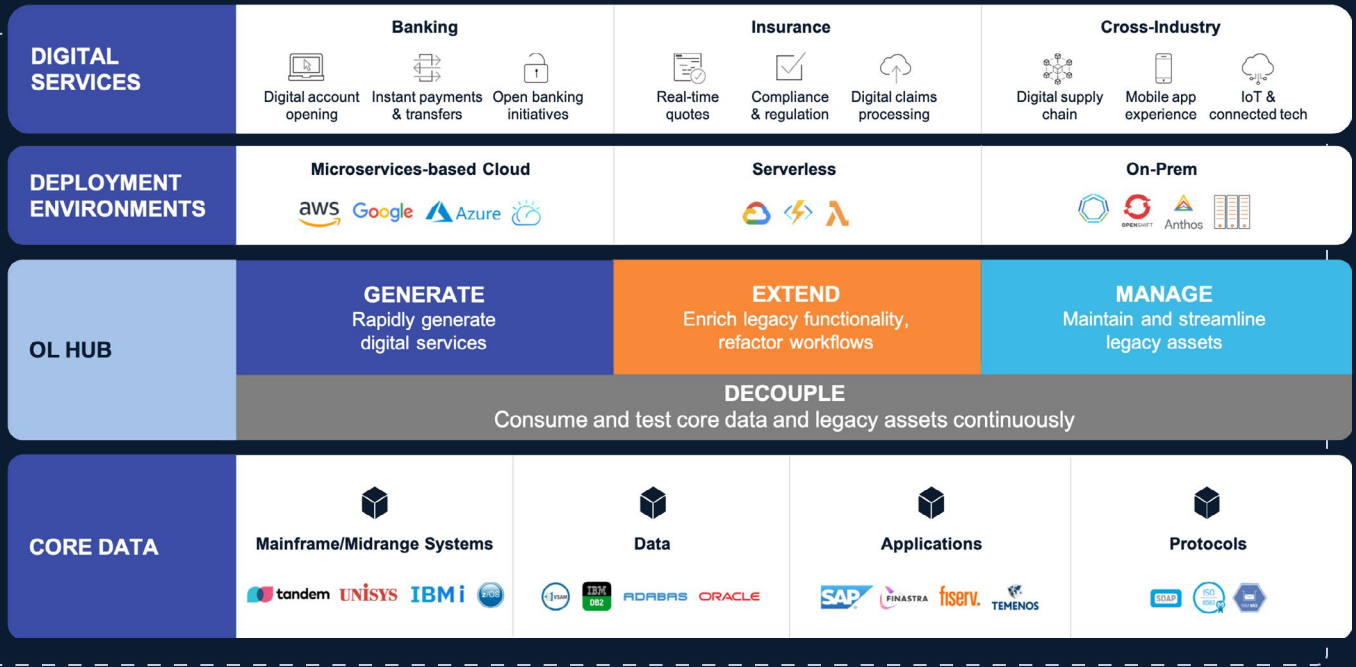 DIGITAL
SERVICES
Banking
Digital account
opening
Instant payments
& transfers
Open banking
initiatives
Insurance
Real-time
quotes
Compliance
& regulation
Digital claims
processing
Cross-Industry
Digital supply
chain
Mobile app
experience
IoT &
connected tech
DEPLOYMENT
ENVIRONMENTS
Microservices-based Cloud
aws
Google
Azure
Serverless
On-Prem
OPENSHIFT
Anthos
OL HUB
GENERATE
Rapidly generate
digital services
EXTEND
Enrich legacy functionality,
refactor workflows
MANAGE
Maintain and streamline
legacy assets
DECOUPLE
Consume and test core data and legacy assets continuously
CORE DATA
Mainframe/Midrange Systems
tandem
UNiSYS
IBM i
z/OS
Data
VSAM
IBM
DB2
ADABAS
ORACLE
Applications
SAP
FINASTRA
fiserv.
TEMENOS
Protocols
SOAP
ISO
8583